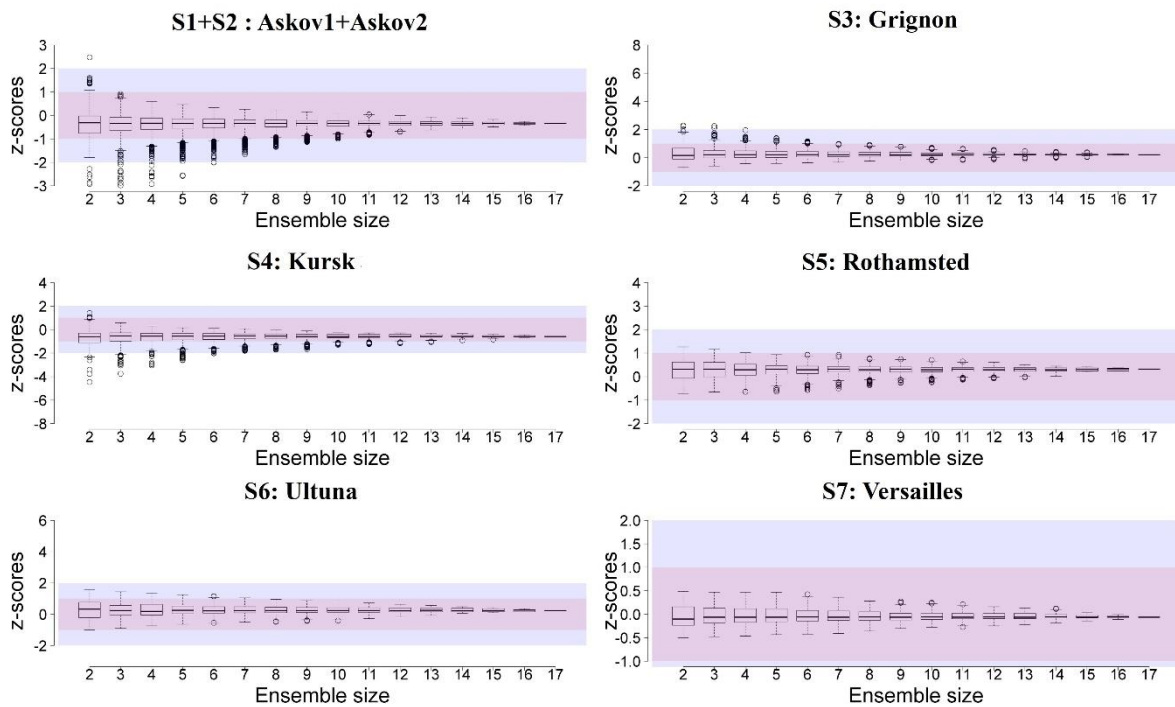 S1+S2 : Askov1+Askov2
3
2
1
0
-1
-2
-3
z-scores
2 3 4 5 6 7 8 9 10 11 12 13 14 15 16 17
Ensemble size
S3: Grignon
8
6
4
2
0
-2
z-scores
2 3 4 5 6 7 8 9 10 11 12 13 14 15 16 17
Ensemble size
S4: Kursk
4
2
0
-2
-4
-6
-8
z-scores
2 3 4 5 6 7 8 9 10 11 12 13 14 15 16 17
Ensemble size
S5: Rothamsted
4
3
2
1
0
-1
-2
z-scores
2 3 4 5 6 7 8 9 10 11 12 13 14 15 16 17
Ensemble size
S6: Ultuna
6
4
2
0
-2
z-scores
2 3 4 5 6 7 8 9 10 11 12 13 14 15 16 17
Ensemble size
S7: Versailles
2.0
1.5
1.0
0.5
0.0
-0.5
-1.0
z-scores
2 3 4 5 6 7 8 9 10 11 12 13 14 15 16 17
Ensemble size